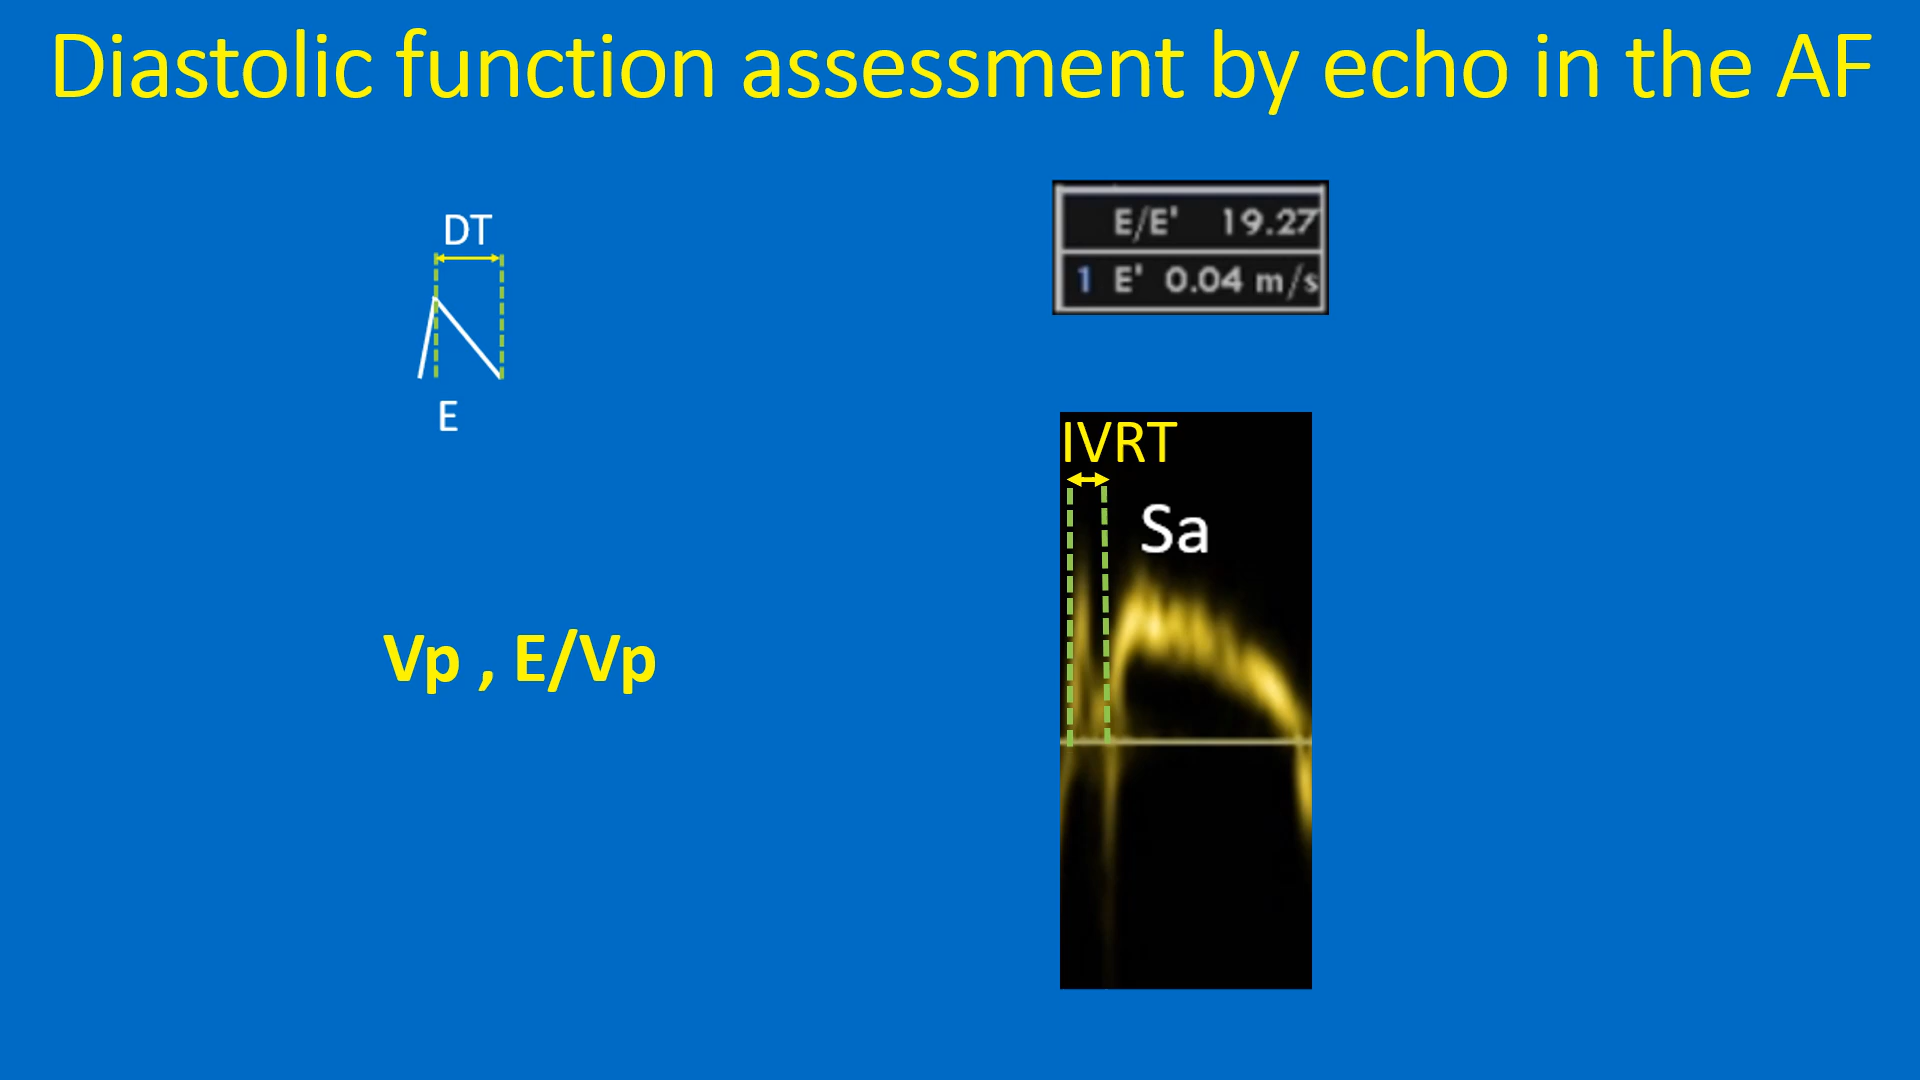 Diastolic function assessment by echo in the AF
DT
E
E/E' 19.27
1 E' 0.04 m/s
Vp , E/Vp
IVRT
Sa